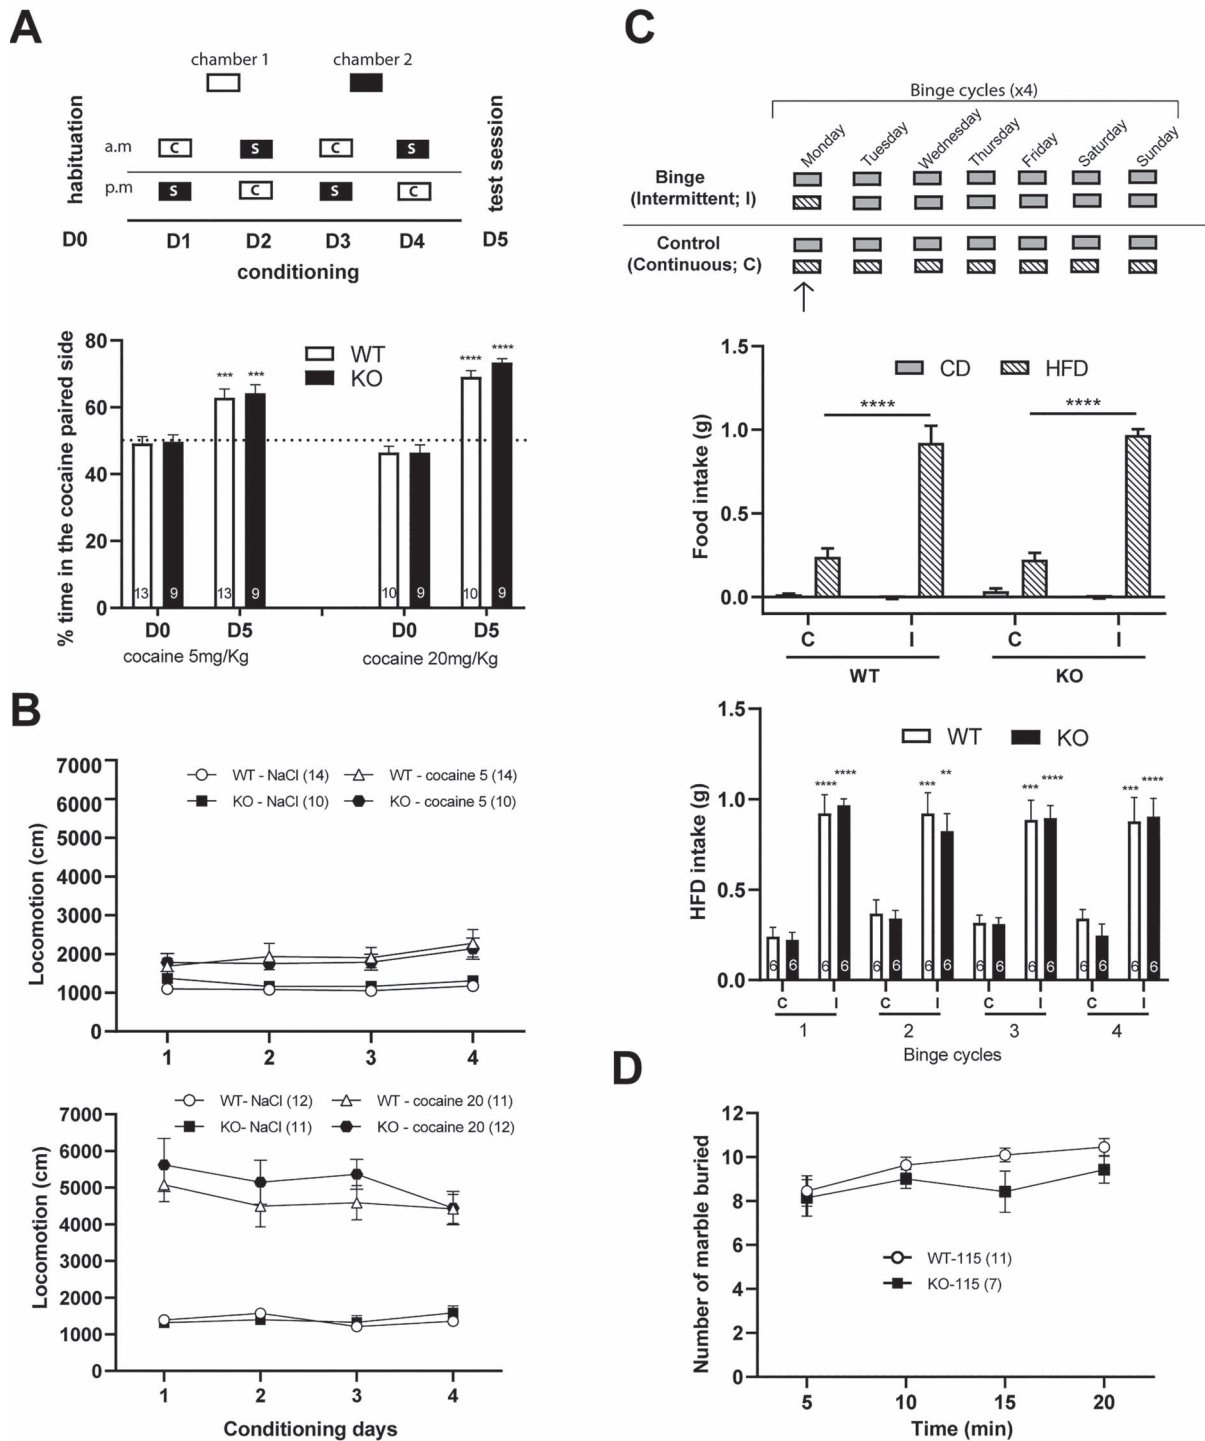 A
chamber 1 chamber 2
habituation
a.m C S C S
p.m S C S C
test session
D0 D1 D2 D3 D4 D5
conditioning
% time in the cocaine paired side
80
60
40
20
0
WT
KO
*** *** **** ****
13 9 13 9 10 9 10 9
D0 D5 D0 D5
cocaine 5mg/Kg cocaine 20mg/Kg
B
Locomotion (cm)
7000
6000
5000
4000
3000
2000
1000
0
WT - NaCl (14) WT - cocaine 5 (14)
KO - NaCl (10) KO - cocaine 5 (10)
1 2 3 4
WT- NaCl (12) WT - cocaine 20 (11)
KO- NaCl (11) KO - cocaine 20 (12)
Locomotion (cm)
7000
6000
5000
4000
3000
2000
1000
0
1 2 3 4
Conditioning days
C
Binge cycles (x4)
Monday Tuesday Wednesday Thursday Friday Saturday Sunday
Binge
(Intermittent; I)
Control
(Continuous; C)
Food intake (g)
1.5
1.0
0.5
0.0
CD HFD
**** ****
C I C I
WT KO
HFD intake (g)
1.5
1.0
0.5
0.0
WT KO
**** **** *** ** *** **** *** ****
6 6 6 6 6 6 6 6 6 6 6 6 6 6 6 6
C I C I C I C I
1 2 3 4
Binge cycles
D
Number of marble buried
12
10
8
6
4
2
0
WT-115 (11)
KO-115 (7)
5 10 15 20
Time (min)